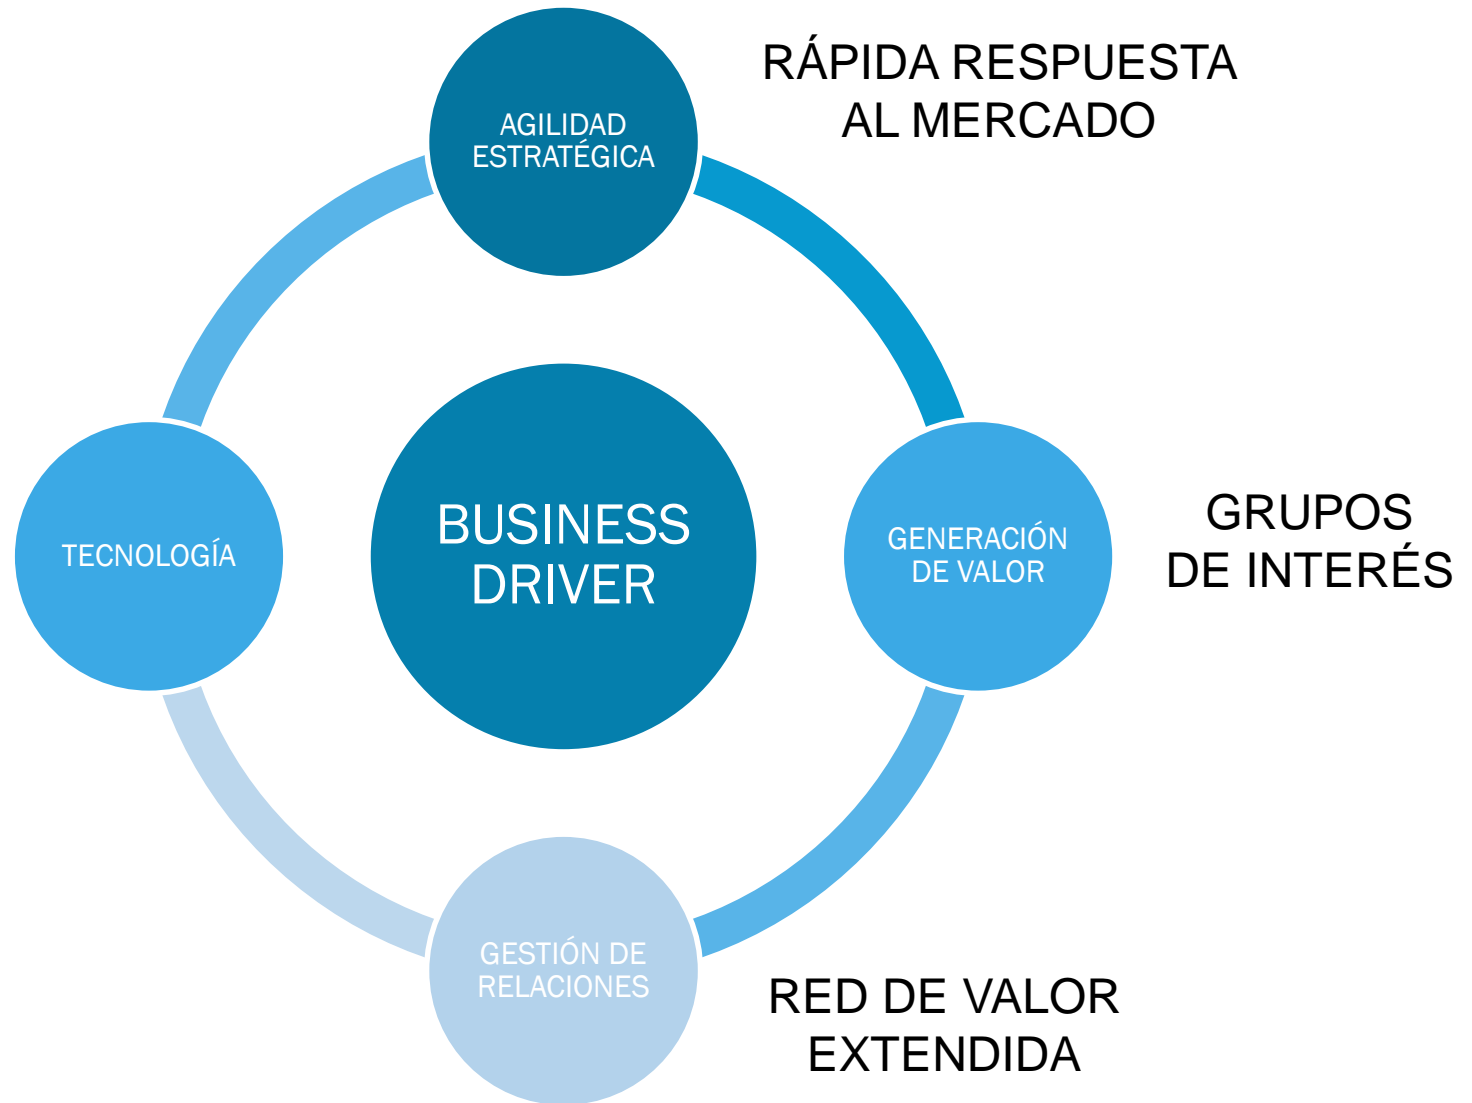 AGILIDAD
ESTRATÉGICA
RÁPIDA RESPUESTA
AL MERCADO
TECNOLOGÍA
BUSINESS
DRIVER
GENERACIÓN
DE VALOR
GRUPOS
DE INTERÉS
GESTIÓN DE
RELACIONES
RED DE VALOR
EXTENDIDA